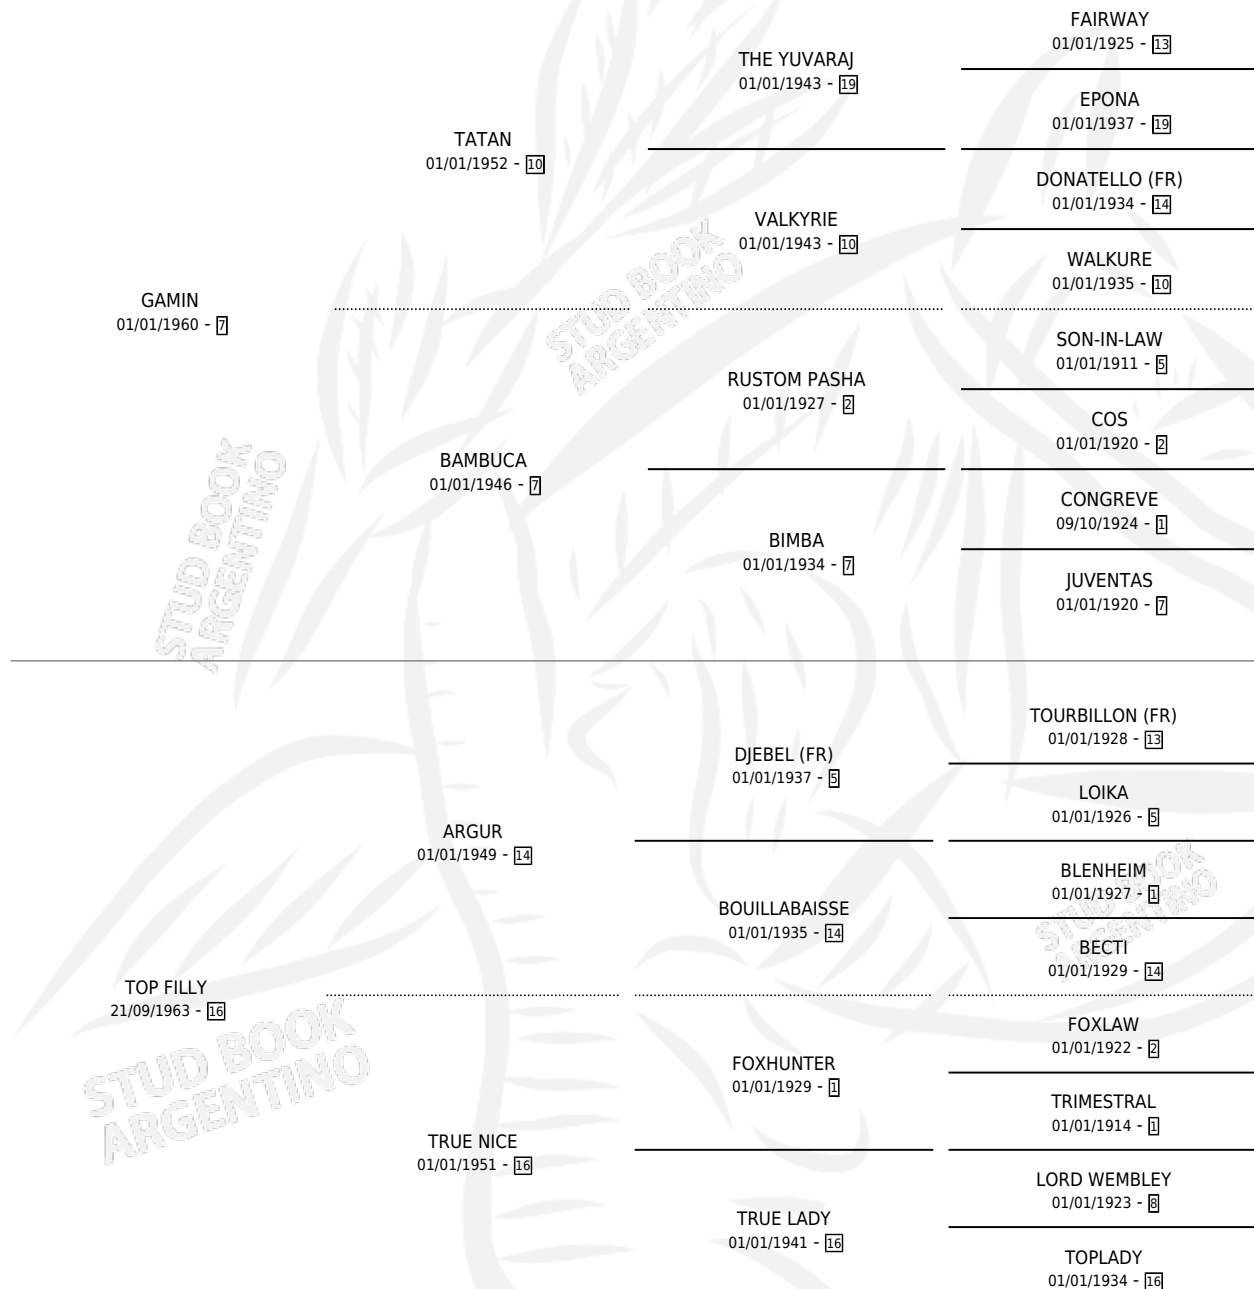 FAIRWAY
01/01/1925 - 13
THE YUVARAJ
01/01/1943 - 19
EPONA
01/01/1937 - 19
TATAN
01/01/1952 - 10
DONATELLO (FR)
01/01/1934 - 14
VALKYRIE
01/01/1943 - 10
WALKURE
01/01/1935 - 10
GAMIN
01/01/1960 - 7
SON-IN-LAW
01/01/1911 - 5
RUSTOM PASHA
01/01/1927 - 2
COS
01/01/1920 - 2
BAMBUCA
01/01/1946 - 7
CONGREVE
09/10/1924 - 1
BIMBA
01/01/1934 - 7
JUVENTAS
01/01/1920 - 7
TOURBILLON (FR)
01/01/1928 - 13
DJEBEL (FR)
01/01/1937 - 5
LOIKA
01/01/1926 - 5
ARGUR
01/01/1949 - 14
BLENHEIM
01/01/1927 - 1
BOUILLABAISSE
01/01/1935 - 14
BECTI
01/01/1929 - 14
TOP FILLY
21/09/1963 - 16
FOXLAW
01/01/1922 - 2
FOXHUNTER
01/01/1929 - 1
TRIMESTRAL
01/01/1914 - 1
TRUE NICE
01/01/1951 - 16
LORD WEMBLEY
01/01/1923 - 8
TRUE LADY
01/01/1941 - 16
TOPLADY
01/01/1934 - 16
STUD BOOK
ARGENTINO
STUD BOOK
ARGENTINO
STUD BOOK
ARGENTINO
STUD BOOK
ARGENTINO